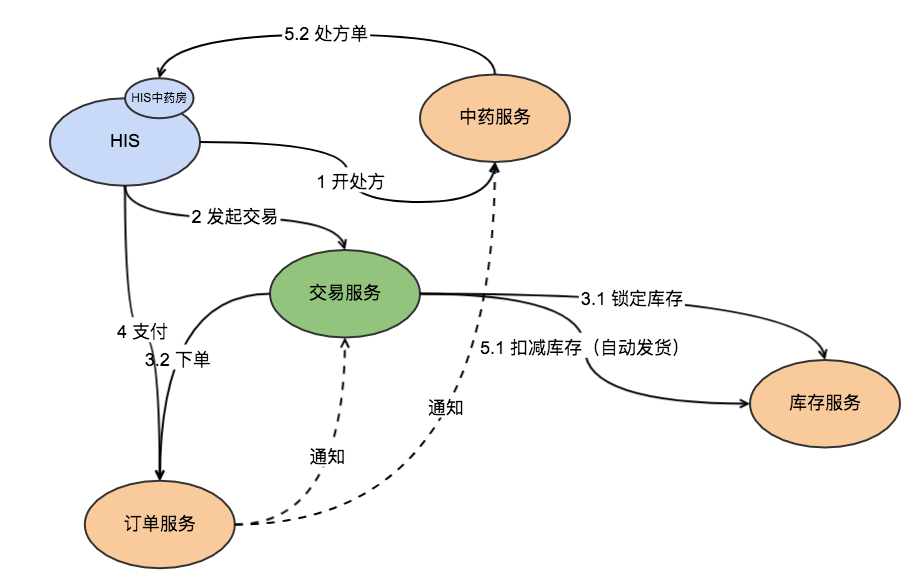 5.2 处方单
HIS中药房
中药服务
HIS
1 开处方
2 发起交易
交易服务
3.1 锁定库存
4 支付
3.2 下单
5.1 扣减库存（自动发货）
库存服务
通知
通知
订单服务